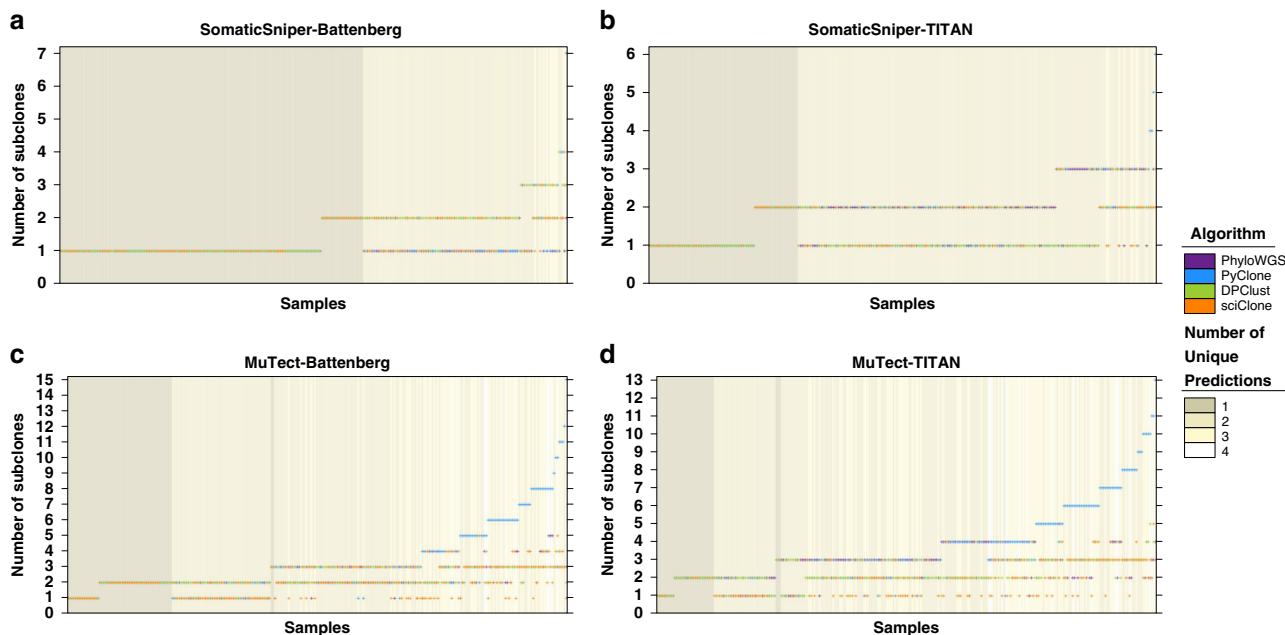 a
SomaticSniper-Battenberg
Number of subclones
7
6
5
4
3
2
1
0
Samples
b
SomaticSniper-TITAN
Number of subclones
6
5
4
3
2
1
0
Samples
Algorithm
PhyloWGS
PyClone
DPClust
sciClone
Number of
Unique
Predictions
1
2
3
4
c
MuTect-Battenberg
Number of subclones
15
14
13
12
11
10
9
8
7
6
5
4
3
2
1
0
Samples
d
MuTect-TITAN
Number of subclones
13
12
11
10
9
8
7
6
5
4
3
2
1
0
Samples